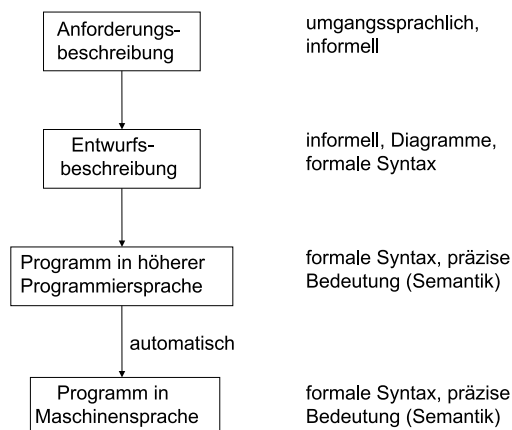 Anforderungs-
beschreibung
umgangssprachlich,
informell
Entwurfs-
beschreibung
informell, Diagramme,
formale Syntax
Programm in höherer
Programmiersprache
formale Syntax, präzise
Bedeutung (Semantik)
automatisch
Programm in
Maschinensprache
formale Syntax, präzise
Bedeutung (Semantik)